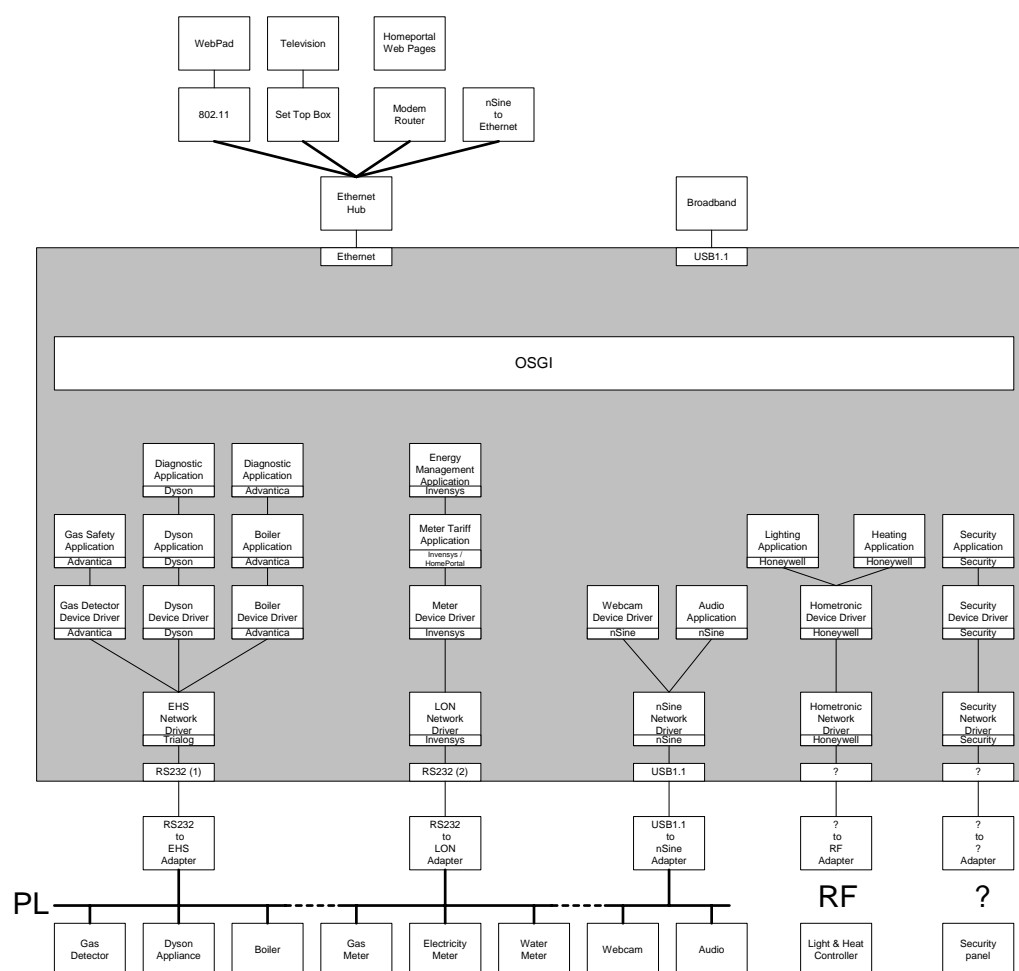 WebPad
Television
Homeportal
Web Pages
802.11
Set Top Box
Modem
Router
nSine
to
Ethernet
Ethernet
Hub
Broadband
Ethernet
USB1.1
OSGI
Diagnostic
Application
Dyson
Diagnostic
Application
Advantica
Energy
Management
Application
Invensys
Gas Safety
Application
Advantica
Dyson
Application
Dyson
Boiler
Application
Advantica
Meter Tariff
Application
Invensys /
HomePortal
Lighting
Application
Honeywell
Heating
Application
Honeywell
Security
Application
Security
Gas Detector
Device Driver
Advantica
Dyson
Device Driver
Dyson
Boiler
Device Driver
Advantica
Meter
Device Driver
Invensys
Webcam
Device Driver
nSine
Audio
Application
nSine
Hometronic
Device Driver
Honeywell
Security
Device Driver
Security
EHS
Network
Driver
Trialog
LON
Network
Driver
Invensys
nSine
Network
Driver
nSine
Hometronic
Network
Driver
Honeywell
Security
Network
Driver
Security
RS232 (1)
RS232 (2)
USB1.1
?
?
RS232
to
EHS
Adapter
RS232
to
LON
Adapter
USB1.1
to
nSine
Adapter
?
to
RF
Adapter
?
to
?
Adapter
PL
RF
?
Gas
Detector
Dyson
Appliance
Boiler
Gas
Meter
Electricity
Meter
Water
Meter
Webcam
Audio
Light & Heat
Controller
Security
panel